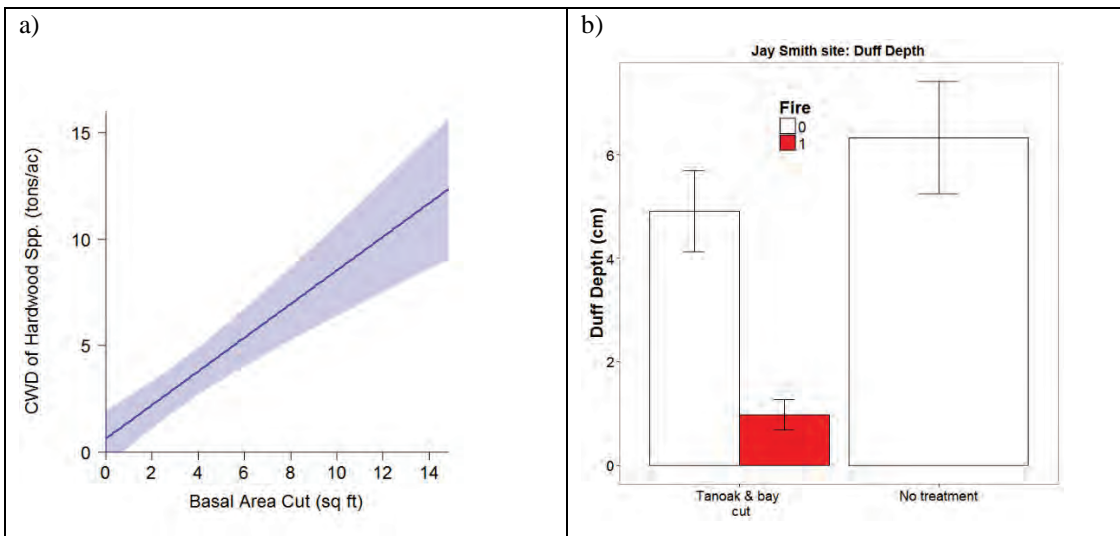 a)
CWD of Hardwood Spp. (tons/ac)
15
10
5
0
0 2 4 6 8 10 12 14
Basal Area Cut (sq ft)
b)
Jay Smith site: Duff Depth
Fire
0
1
Duff Depth (cm)
6
4
2
0
Tanoak & bay
cut
No treatment